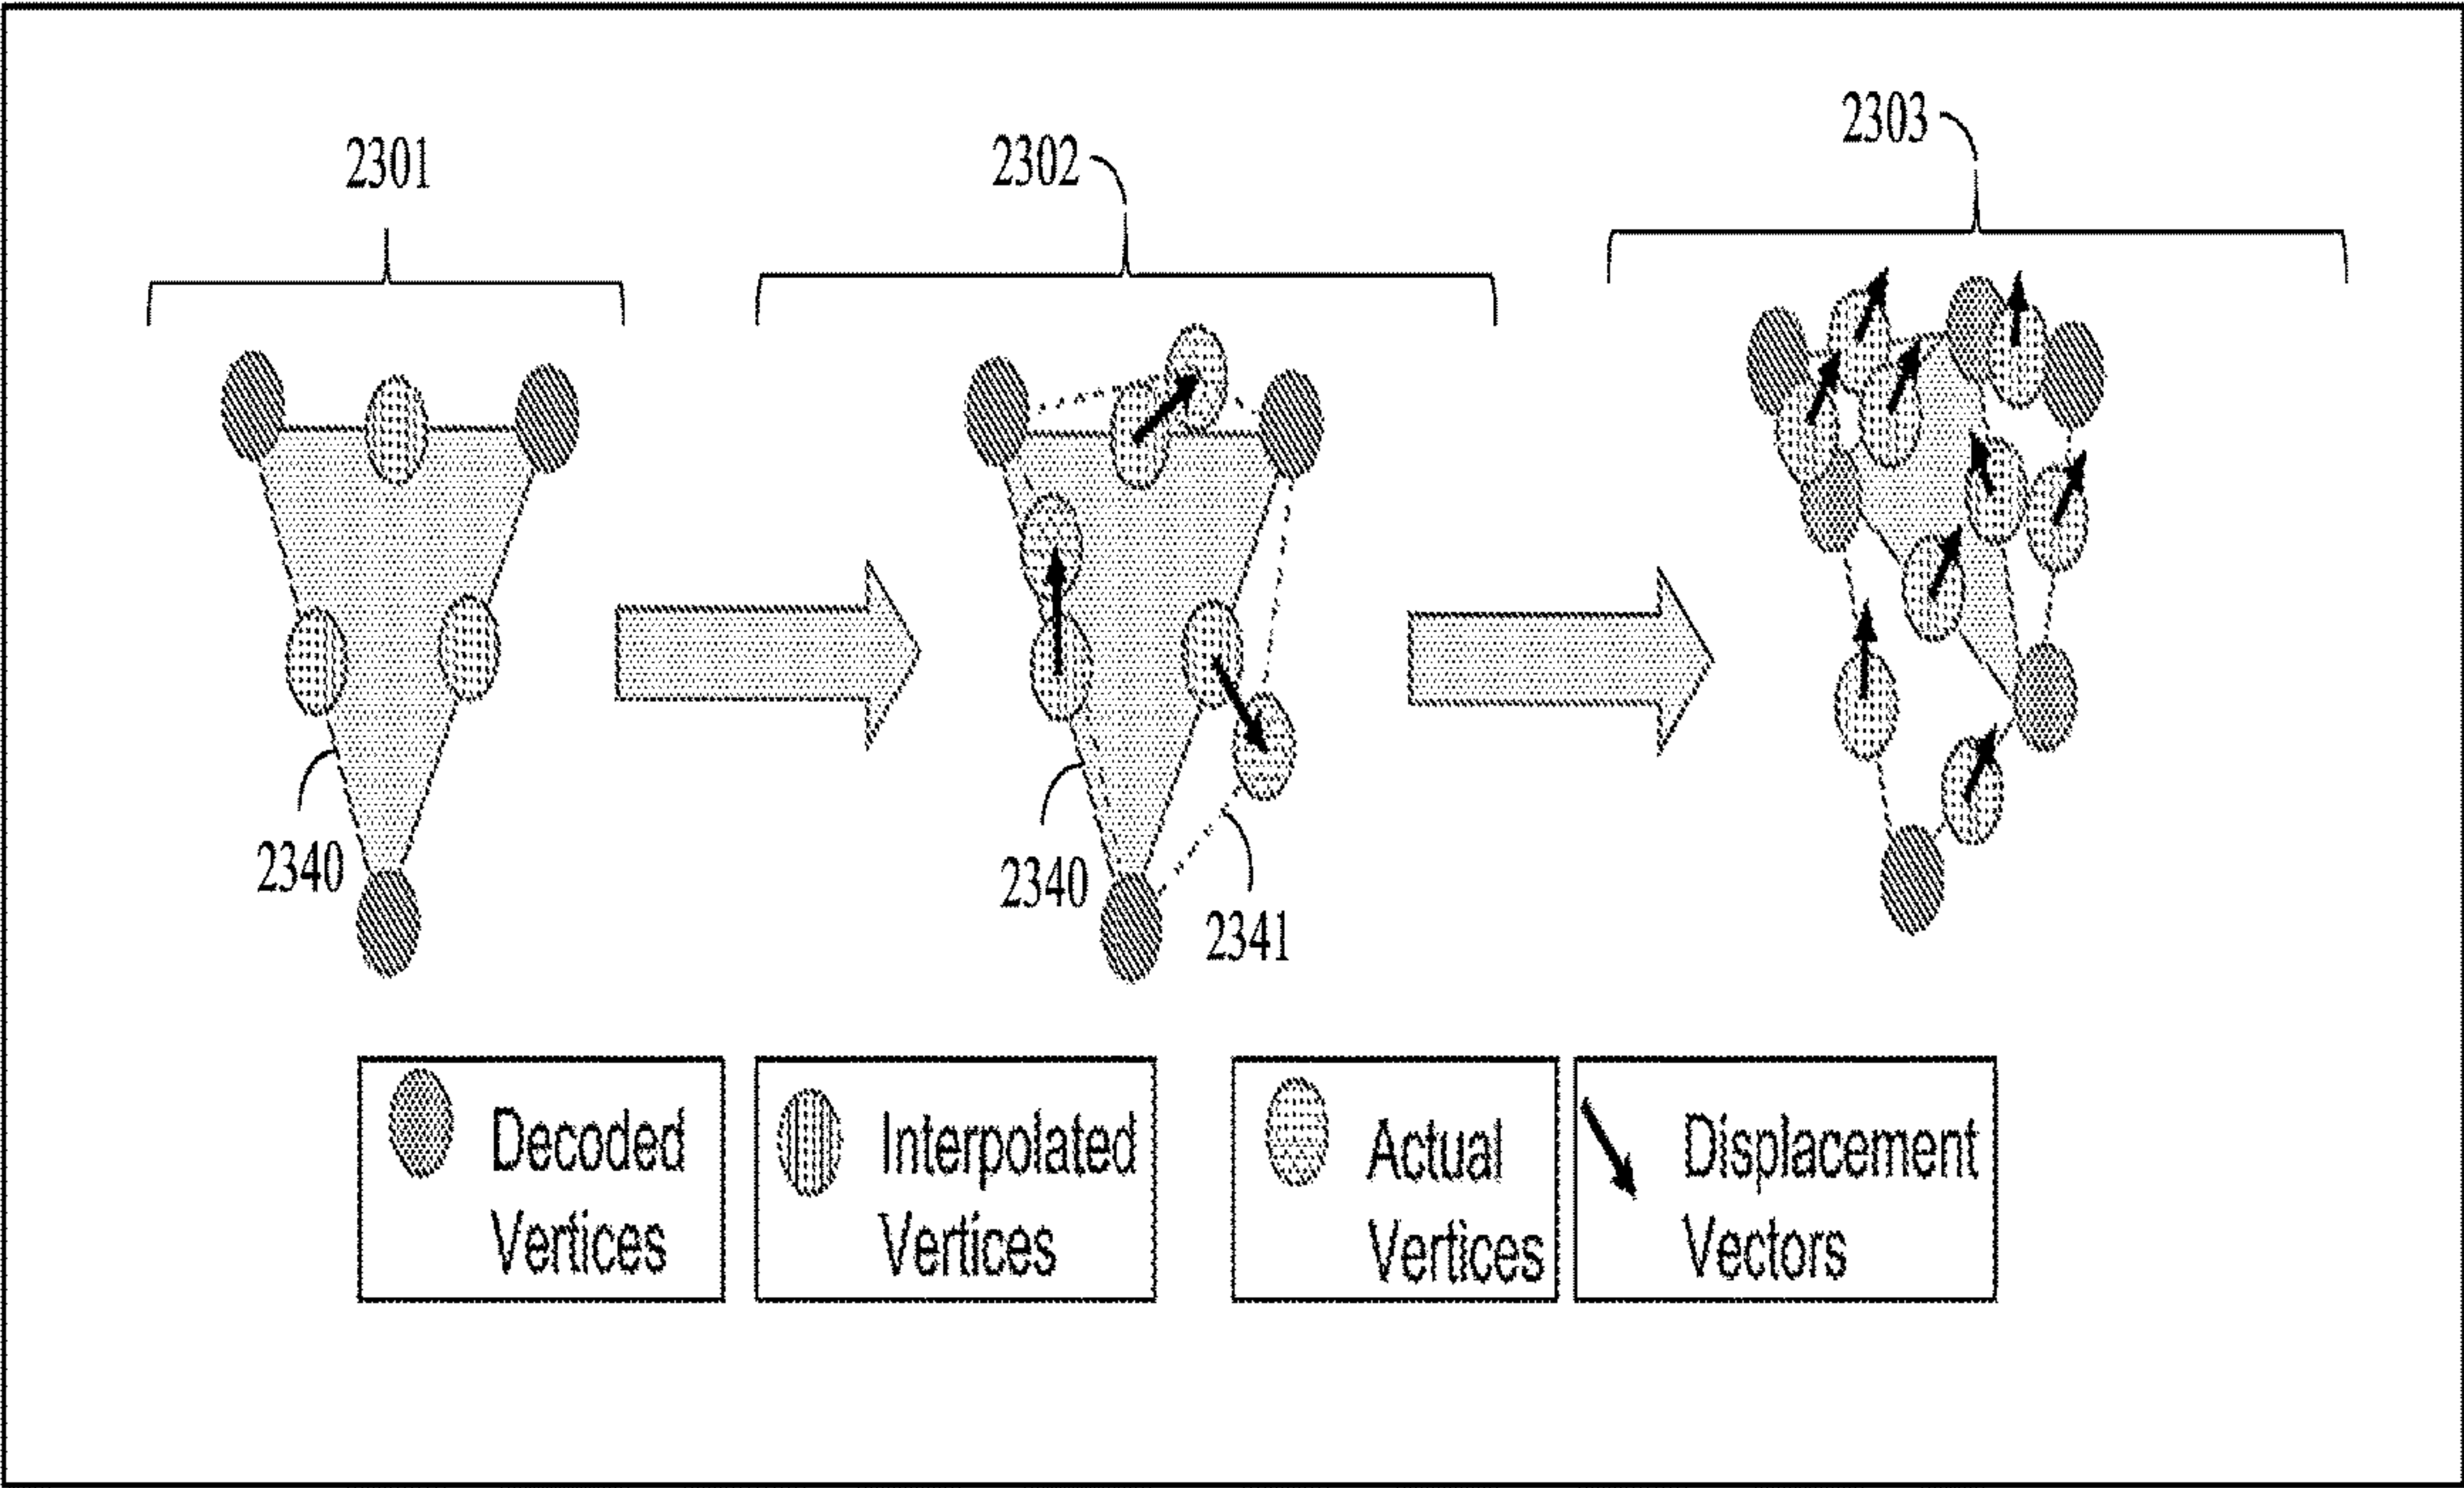 2301
2302
2303
2340
2340
2341
Decoded
Vertices
Interpolated
Vertices
Actual
Vertices
Displacement
Vectors